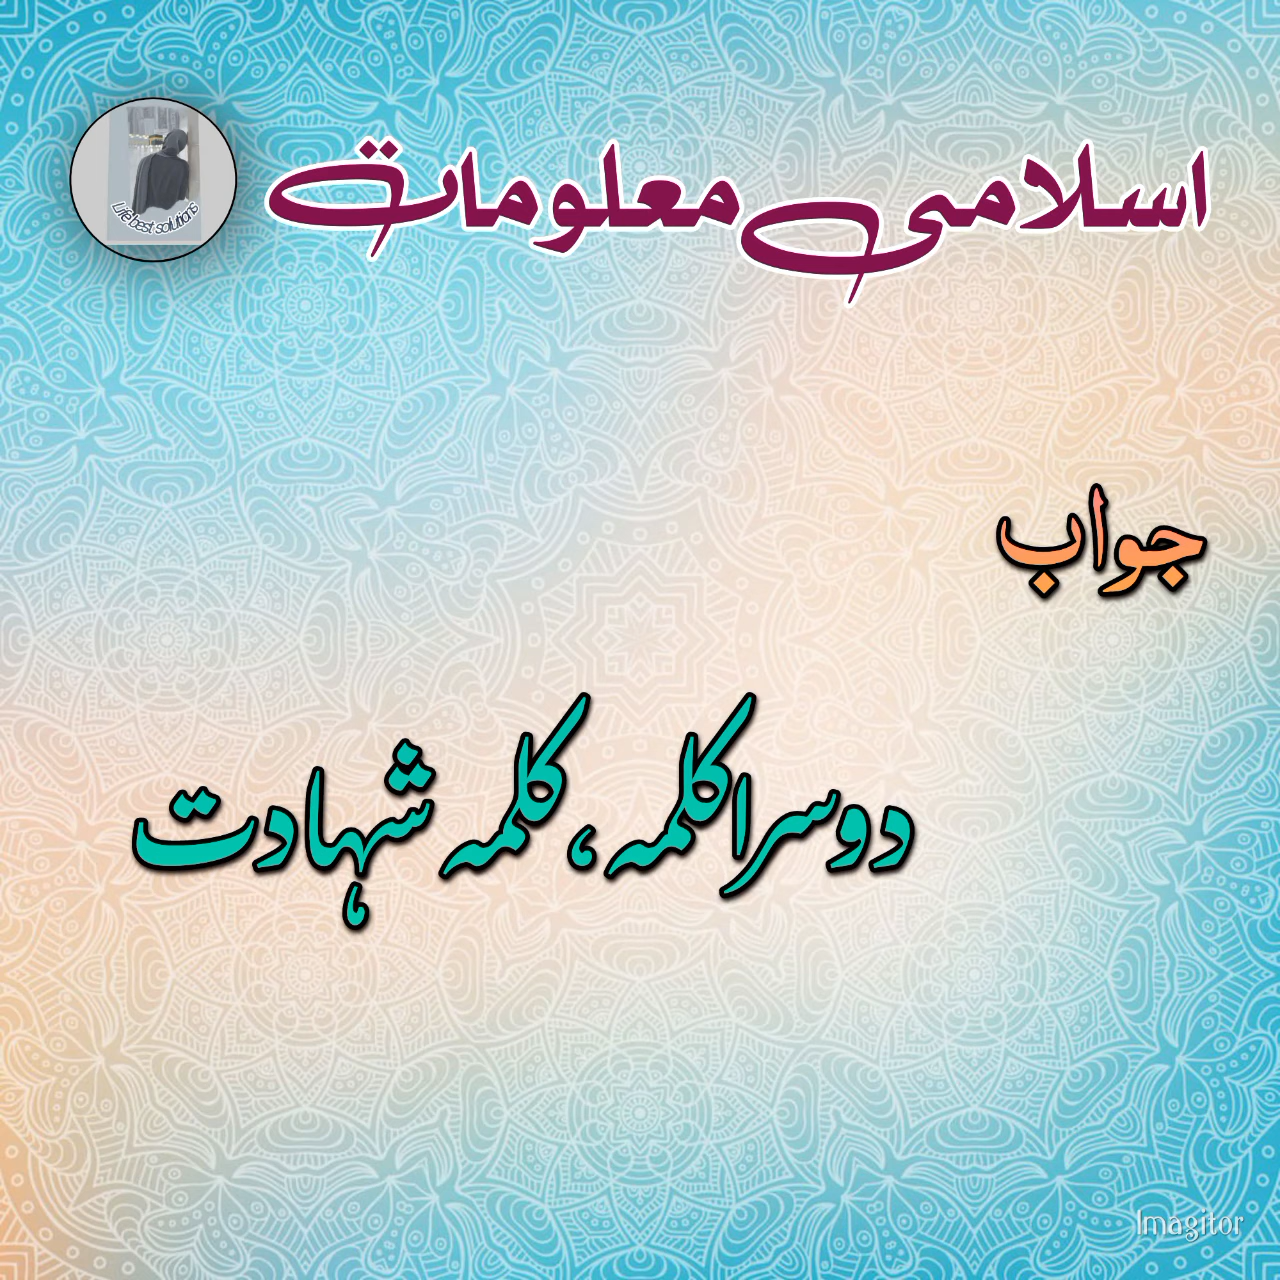 اسلامی معلومات
Life best solutions
جواب
دوسرا کلمہ، کلمہ شہادت
Imagitor